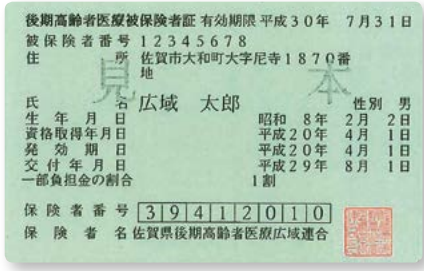 後期高齢者医療被保険者証 有効期限 平成30年 7月31日
被保険者番号 12345678
住所 佐賀市大和町大字尼寺1870番
地
見本
氏名 広域 太郎 性別 男
生年月日 昭和 8年 2月 2日
資格取得年月日 平成20年 4月 1日
発効期日 平成20年 4月 1日
交付年月日 平成29年 8月 1日
一部負担金の割合 1割
保険者番号 39412010
保険者名 佐賀県後期高齢者医療広域連合